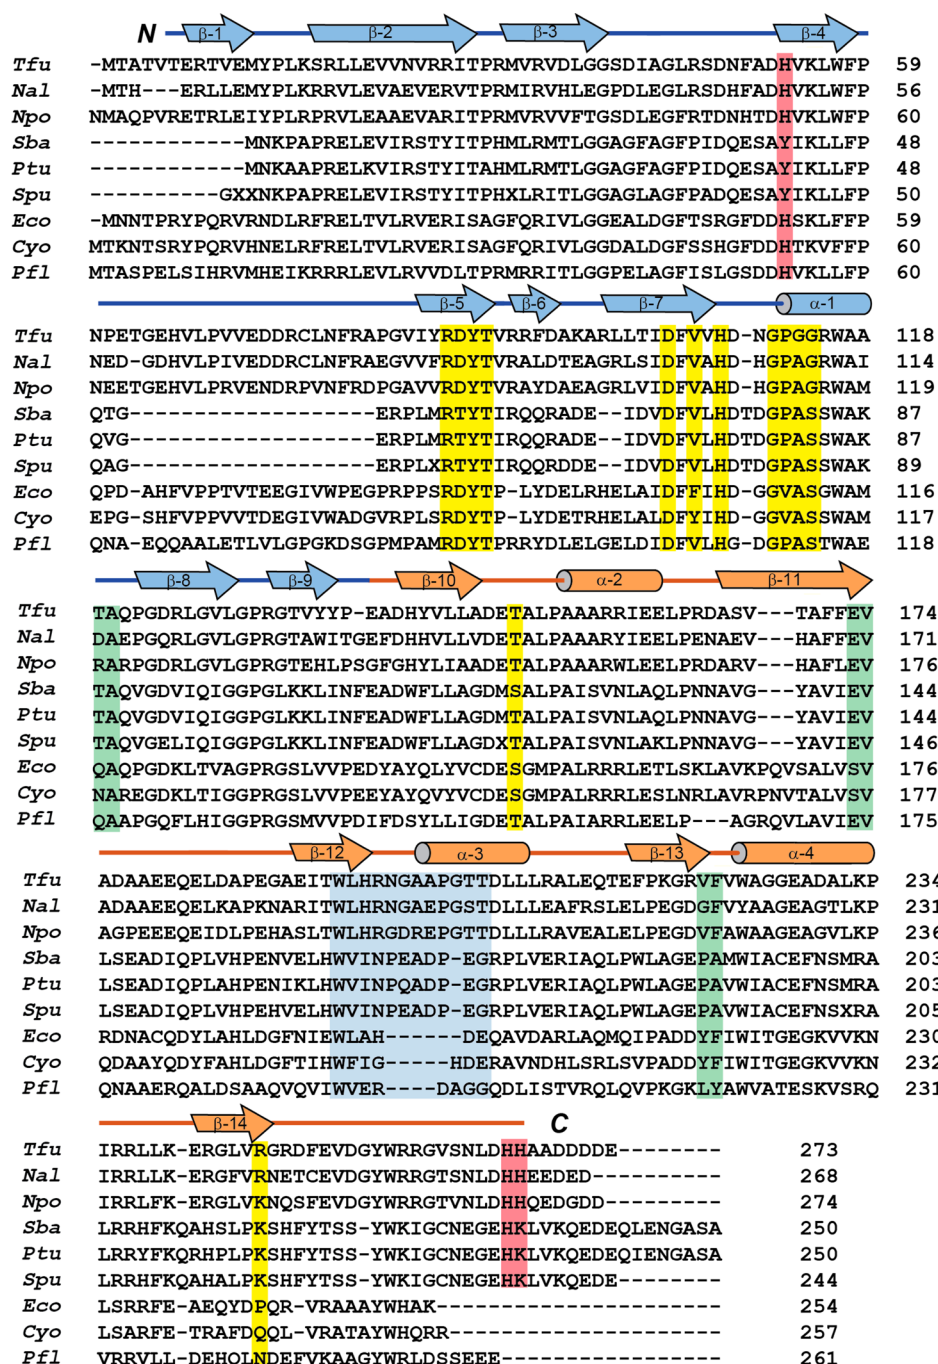 N β-1 β-2 β-3 β-4
Tfu -MTATVTERTVEMYPLKSRLLEVVNVRRITPRMVRVDLGGSDIAGLRSDNFADHVKLWFP 59
Nal -MTH---ERLLEMYPLKRRVLEVAEVERVTPRMIRVHLEGPDLEGLRSDHFADHVKLWFP 56
Npo NMAQPVRETRLEIYPLRPRVLEAAEVARITPRMVRVVFTGSDLEGFRTDNHTDHVKLWFP 60
Sba ------------MNKPAPRELEVIRSTYITPHMLRMTLGGAGFAGFPIDQESAYIKLLFP 48
Ptu ------------MNKAAPRELKVIRSTYITAHMLRMTLGGAGFAGFPIDQESAYIKLLFP 48
Spu ----------GXXNKPAPRELEVIRSTYITPHXLRITLGGAGLAGFPADQESAYIKLLFP 50
Eco -MNNTPRYPQRVRNDLRFRELTVLRVERISAGFQRIVLGGEALDGFTSRGFDDHSKLFFP 59
Cyo MTKNTSRYPQRVHNELRFRELTVLRVERISAGFQRIVLGGDALDGFSSHGFDDHTKVFFP 60
Pfl MTASPELSIHRVMHEIKRRRLEVLRVVDLTPRMRRITLGGPELAGFISLGSDDHVKLLFP 60
β-5 β-6 β-7 α-1
Tfu NPETGEHVLPVVEDDRCLNFRAPGVIYRDYTVRRFDAKARLLTIDFVVHD-NGPGGRWAA 118
Nal NED-GDHVLPIVEDDRCLNFRAEGVVFRDYTVRALDTEAGRLSIDFVAHD-HGPAGRWAI 114
Npo NEETGEHVLPRVENDRPVNFRDPGAVVRDYTVRAYDAEAGRLVIDFVAHD-HGPAGRWAM 119
Sba QTG-------------------ERPLMRTYTIRQQRADE--IDVDFVLHDTDGPASSWAK 87
Ptu QVG-------------------ERPLMRTYTIRQQRADE--IDVDFVLHDTDGPASSWAK 87
Spu QAG-------------------ERPLXRTYTIRQQRDDE--IDVDFVLHDTDGPASSWAK 89
Eco QPD-AHFVPPTVTEEGIVWPEGPRPPSRDYTP-LYDELRHELAIDFFIHD-GGVASGWAM 116
Cyo EPG-SHFVPPVVTDEGIVWADGVRPLSRDYTP-LYDETRHELALDFYIHD-GGVASSWAM 117
Pfl QNA-EQQAALETLVLGPGKDSGPMPAMRDYTPRRYDLELGELDIDFVLHG-DGPASTWAE 118
β-8 β-9 β-10 α-2 β-11
Tfu TAQPGDRLGVLGPRGTVYYP-EADHYVLLADETALPAAARRIEELPRDASV---TAFFEV 174
Nal DAEPGQRLGVLGPRGTAWITGEFDHHVLLVDETALPAAARYIEELPENAEV---HAFFEV 171
Npo RARPGDRLGVLGPRGTEHLPSGFGHYLIAADETALPAAARWLEELPRDARV---HAFLEV 176
Sba TAQVGDVIQIGGPGLKKLINFEADWFLLAGDMSALPAISVNLAQLPNNAVG---YAVIEV 144
Ptu TAQVGDVIQIGGPGLKKLINFEADWFLLAGDMTALPAISVNLAQLPNNAVG---YAVIEV 144
Spu TAQVGELIQIGGPGLKKLINFEADWFLLAGDXTALPAISVNLAKLPNNAVG---YAVIEV 146
Eco QAQPGDKLTVAGPRGSLVVPEDYAYQLYVCDESGMPALRRRLETLSKLAVKPQVSALVSV 176
Cyo NAREGDKLTIGGPRGSLVVPEEYAYQVYVCDESGMPALRRRLESLNRLAVRPNVTALVSV 177
Pfl QAAPGQFLHIGGPRGSMVVPDIFDSYLLIGDETALPAIARRLEELP---AGRQVLAVIEV 175
β-12 α-3 β-13 α-4
Tfu ADAAEEQELDAPEGAEITWLHRNGAAPGTTDLLLRALEQTEFPKGRVFVWAGGEADALKP 234
Nal ADAAEEQELKAPKNARITWLHRNGAEPGSTDLLLEAFRSLELPEGDGFVYAAGEAGTLKP 231
Npo AGPEEEQEIDLPEHASLTWLHRGDREPGTTDLLLRAVEALELPEGDVFAWAAGEAGVLKP 236
Sba LSEADIQPLVHPENVELHWVINPEADP-EGRPLVERIAQLPWLAGEPAMWIACEFNSMRA 203
Ptu LSEADIQPLAHPENIKLHWVINPQADP-EGRPLVERIAQLPWLAGEPAVWIACEFNSMRA 203
Spu LSEADIQPLVHPEHVELHWVINPEADP-EGRPLVERIAQLPWLAGEPAVWIACEFNSXRA 205
Eco RDNACQDYLAHLDGFNIEWLAH------DEQAVDARLAQMQIPADDYFIWITGEGKVVKN 230
Cyo QDAAYQDYFAHLDGFTIHWFIG-----HDERAVNDHLSRLSVPADDYFIWITGEGKVVKN 232
Pfl QNAAERQALDSAAQVQVIWVER----DAGGQDLISTVRQLQVPKGKLYAWVATESKVSRQ 231
β-14 C
Tfu IRRLLK-ERGLVRGRDFEVDGYWRRGVSNLDHHAADDDDE-------- 273
Nal IRRLLK-ERGFVRNETCEVDGYWRRGTSNLDHHEEDED---------- 268
Npo IRRLFK-ERGLVKNQSFEVDGYWRRGTVNLDHHQEDGDD--------- 274
Sba LRRHFKQAHSLPKSHFYTSS-YWKIGCNEGEHKLVKQEDEQLENGASA 250
Ptu LRRYFKQRHPLPKSHFYTSS-YWKIGCNEGEHKLVKQEDEQIENGASA 250
Spu LRRHFKQAHALPKSHFYTSS-YWKIGCNEGEHKLVKQEDE-------- 244
Eco LSRRFE-AEQYDPQR-VRAAAYWHAK---------------------- 254
Cyo LSARFE-TRAFDQQL-VRATAYWHQRR--------------------- 257
Pfl VRRVLL-DEHQLNDEFVKAAGYWRLDSSEEE----------------- 261